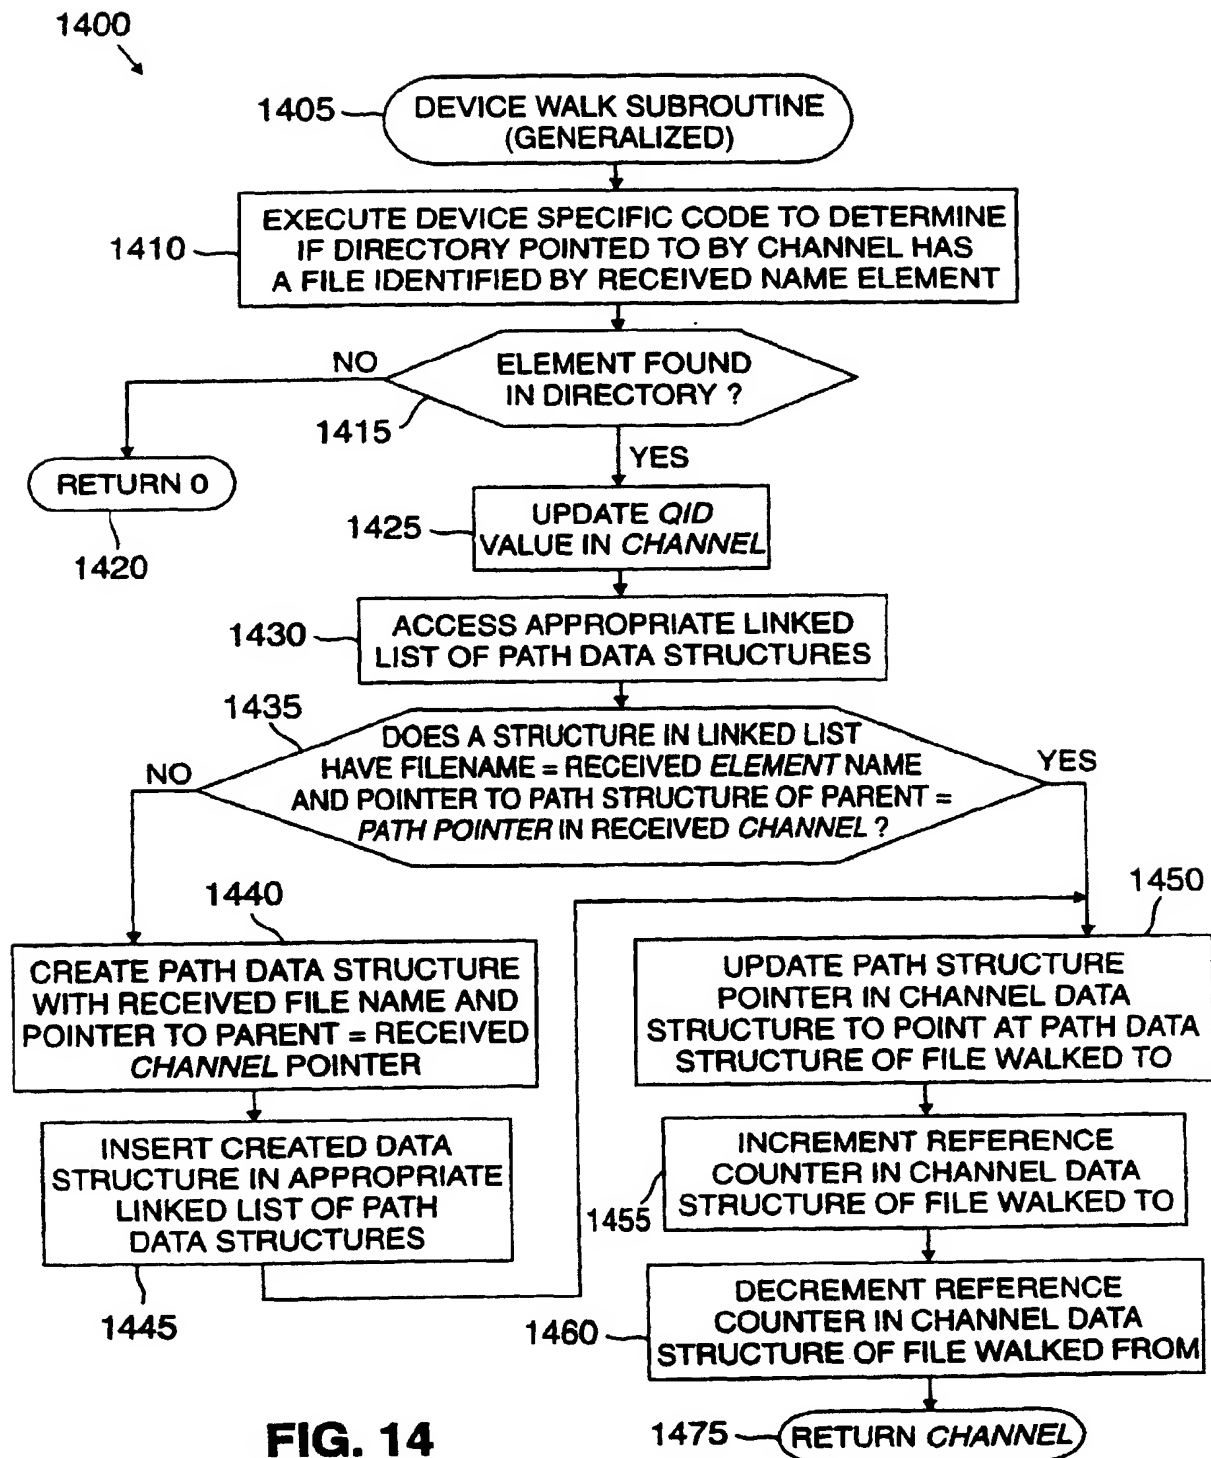 1400
1405
DEVICE WALK SUBROUTINE
(GENERALIZED)
1410
EXECUTE DEVICE SPECIFIC CODE TO DETERMINE
IF DIRECTORY POINTED TO BY CHANNEL HAS
A FILE IDENTIFIED BY RECEIVED NAME ELEMENT
NO
ELEMENT FOUND
IN DIRECTORY ?
1415
YES
RETURN 0
1420
1425
UPDATE QID
VALUE IN CHANNEL
1430
ACCESS APPROPRIATE LINKED
LIST OF PATH DATA STRUCTURES
1435
DOES A STRUCTURE IN LINKED LIST
HAVE FILENAME = RECEIVED ELEMENT NAME
AND POINTER TO PATH STRUCTURE OF PARENT =
PATH POINTER IN RECEIVED CHANNEL ?
NO
YES
1440
CREATE PATH DATA STRUCTURE
WITH RECEIVED FILE NAME AND
POINTER TO PARENT = RECEIVED
CHANNEL POINTER
INSERT CREATED DATA
STRUCTURE IN APPROPRIATE
LINKED LIST OF PATH
DATA STRUCTURES
1445
1450
UPDATE PATH STRUCTURE
POINTER IN CHANNEL DATA
STRUCTURE TO POINT AT PATH DATA
STRUCTURE OF FILE WALKED TO
1455
INCREMENT REFERENCE
COUNTER IN CHANNEL DATA
STRUCTURE OF FILE WALKED TO
1460
DECREMENT REFERENCE
COUNTER IN CHANNEL DATA
STRUCTURE OF FILE WALKED FROM
1475
RETURN CHANNEL
FIG. 14